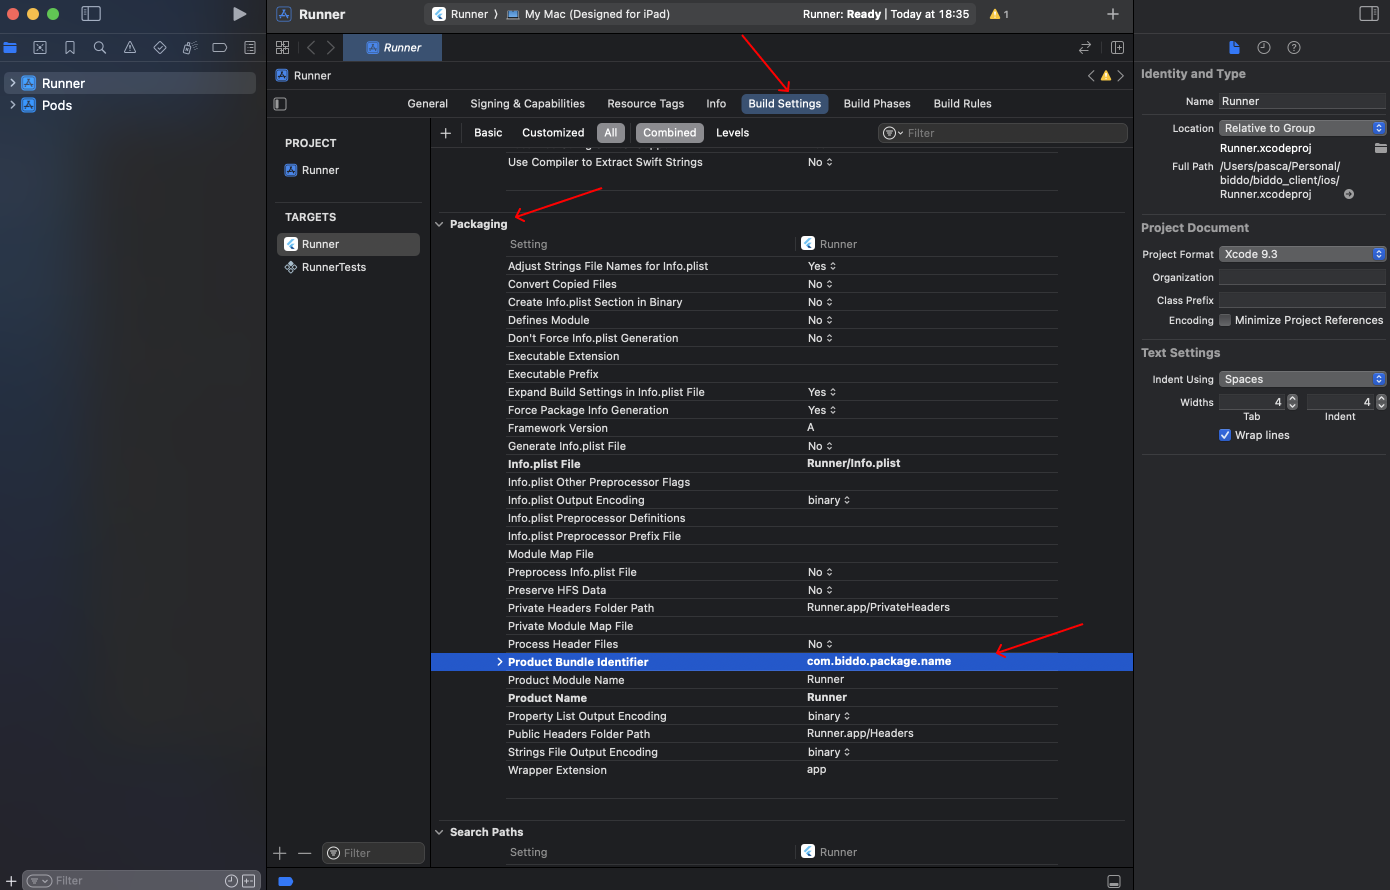 Runner
Runner 〉 My Mac (Designed for iPad)
Runner: Ready | Today at 18:35
1
Runner
Runner
Pods
Runner
General
Signing & Capabilities
Resource Tags
Info
Build Settings
Build Phases
Build Rules
PROJECT
Runner
TARGETS
Runner
RunnerTests
Basic
Customized
All
Combined
Levels
Filter
Use Compiler to Extract Swift Strings No
Packaging
Setting Runner
Adjust Strings File Names for Info.plist Yes
Convert Copied Files No
Create Info.plist Section in Binary No
Defines Module No
Don't Force Info.plist Generation No
Executable Extension
Executable Prefix
Expand Build Settings in Info.plist File Yes
Force Package Info Generation Yes
Framework Version A
Generate Info.plist File No
Info.plist File Runner/Info.plist
Info.plist Other Preprocessor Flags
Info.plist Output Encoding binary
Info.plist Preprocessor Definitions
Info.plist Preprocessor Prefix File
Module Map File
Preprocess Info.plist File No
Preserve HFS Data No
Private Headers Folder Path Runner.app/PrivateHeaders
Private Module Map File
Process Header Files No
Product Bundle Identifier com.biddo.package.name
Product Module Name Runner
Product Name Runner
Property List Output Encoding binary
Public Headers Folder Path Runner.app/Headers
Strings File Output Encoding binary
Wrapper Extension app
Search Paths
Setting Runner
Filter
Filter
Identity and Type
Name Runner
Location Relative to Group
Runner.xcodeproj
Full Path /Users/pasca/Personal/
biddo/biddo_client/ios/
Runner.xcodeproj
Project Document
Project Format Xcode 9.3
Organization
Class Prefix
Encoding Minimize Project References
Text Settings
Indent Using Spaces
Widths 4 4
Tab Indent
Wrap lines